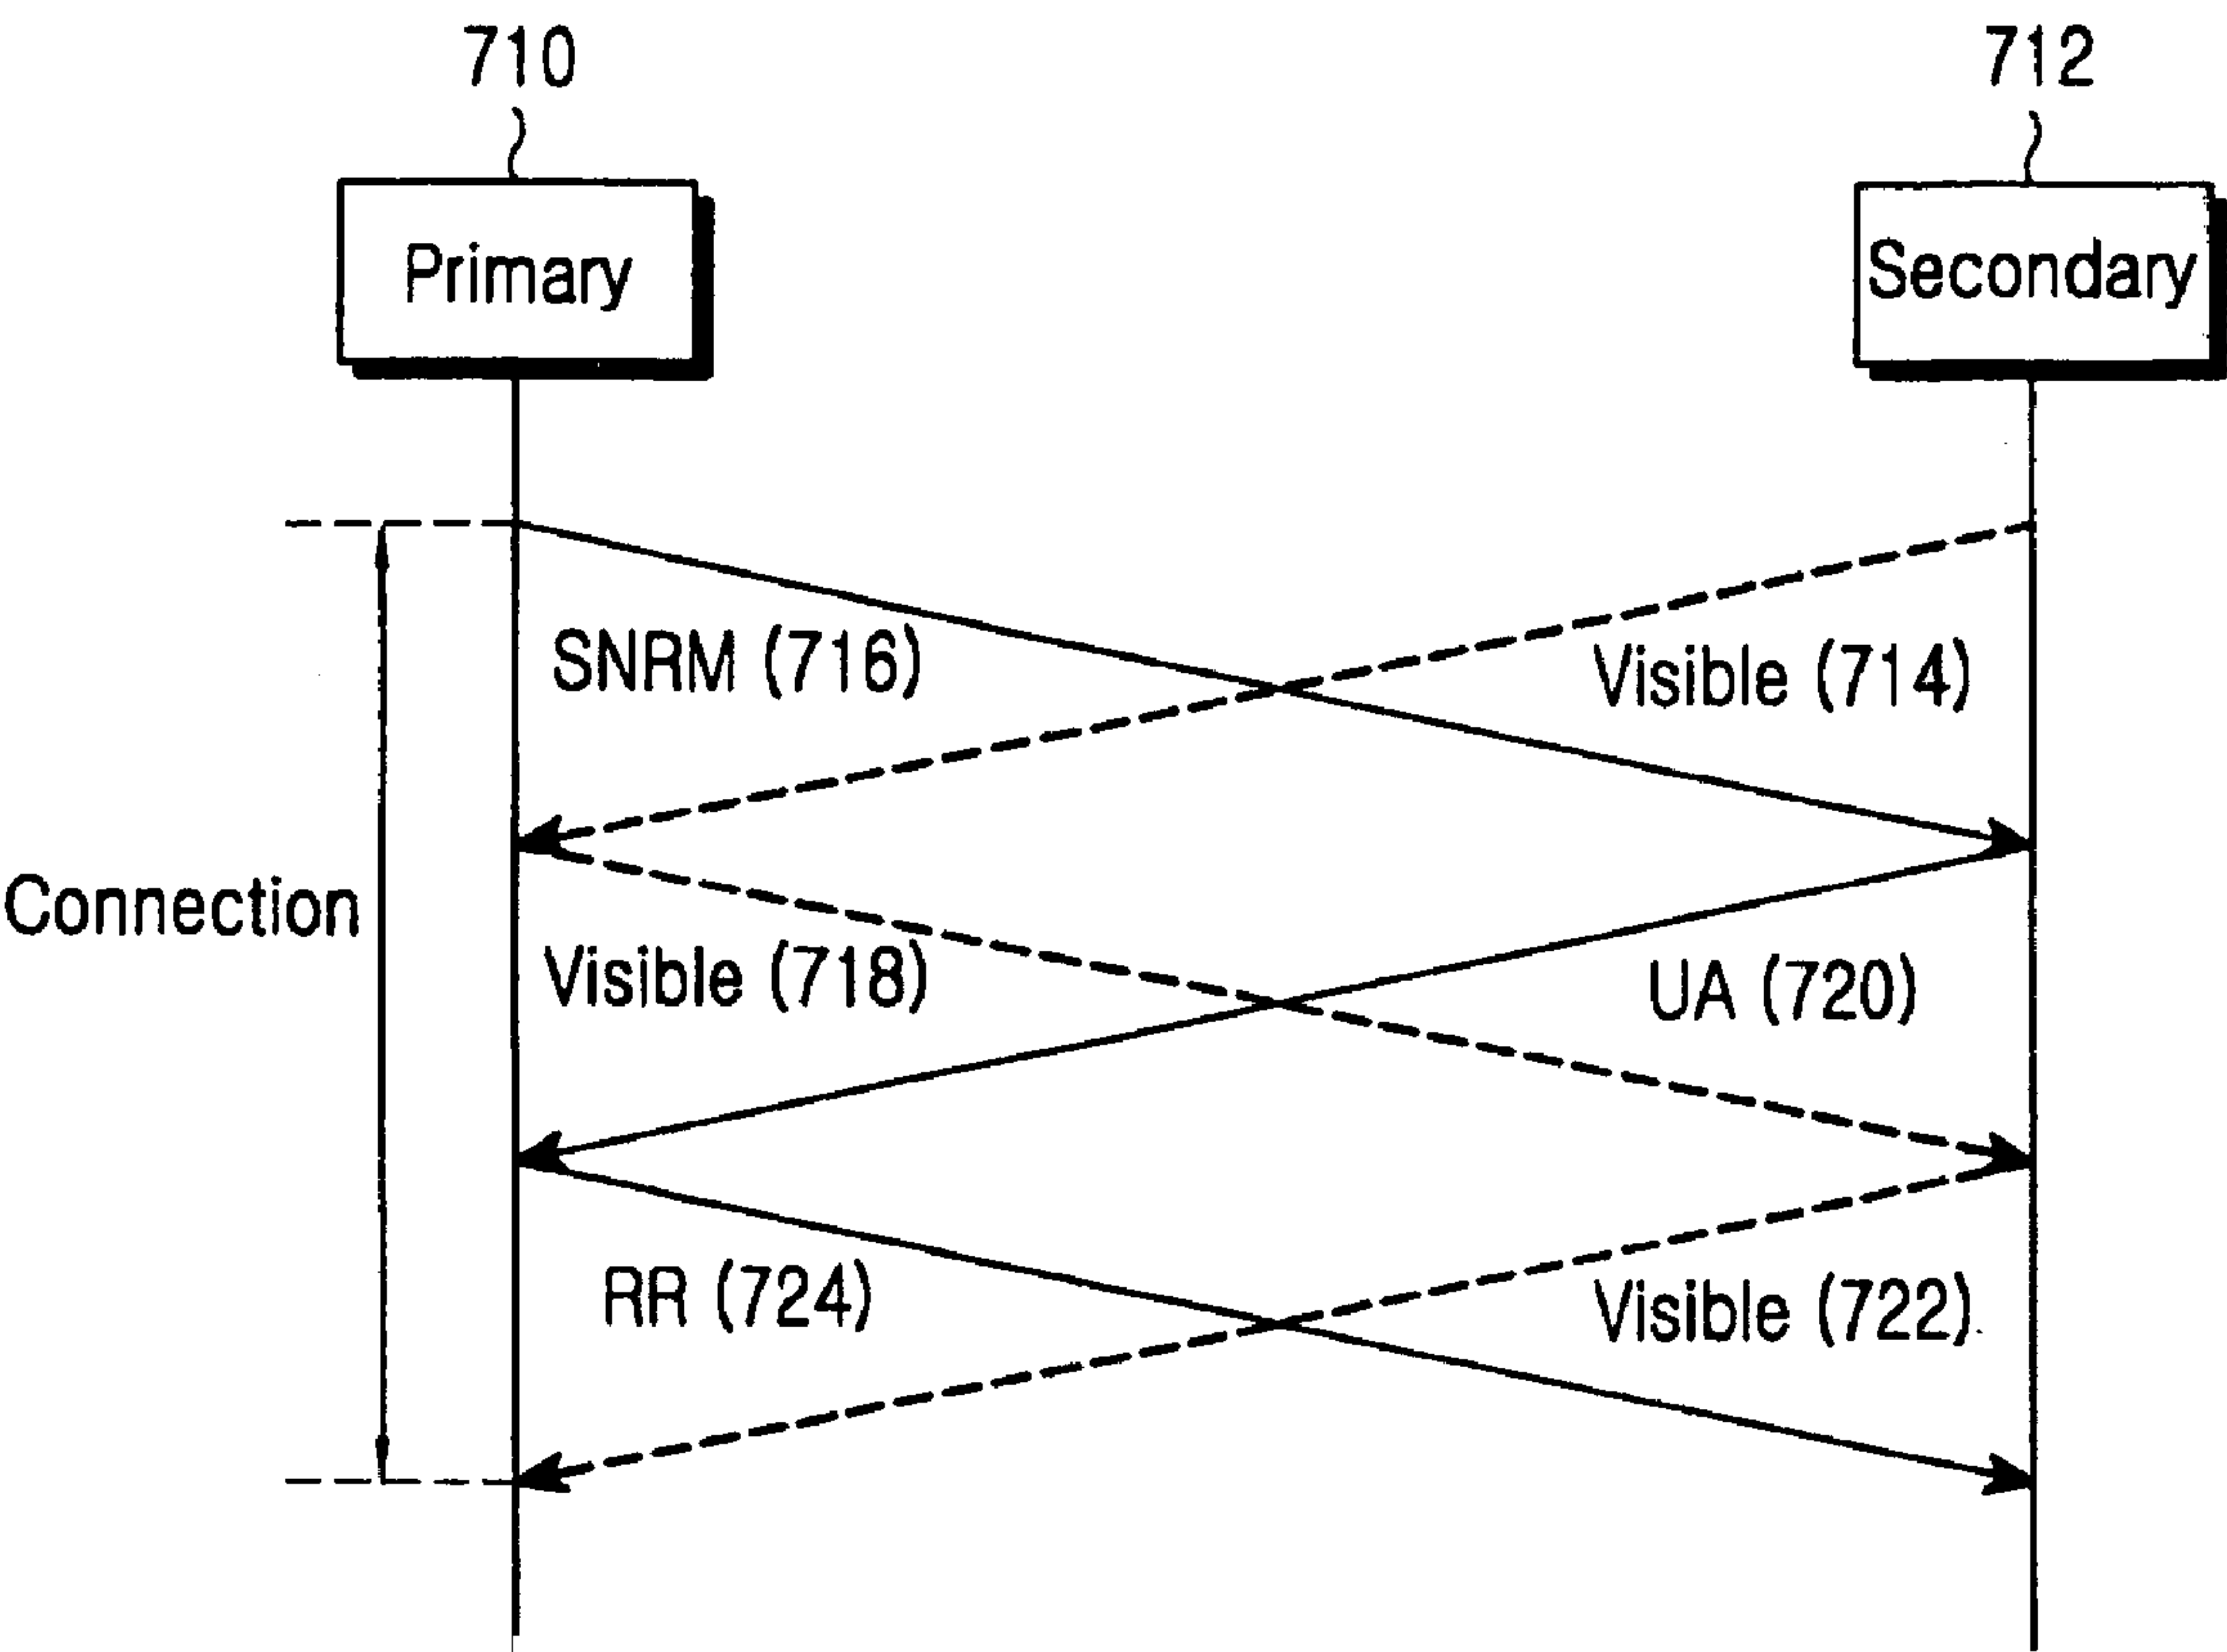 710
712
Primary
Secondary
SNRM (716)
Visible (714)
Connection
Visible (718)
UA (720)
RR (724)
Visible (722)